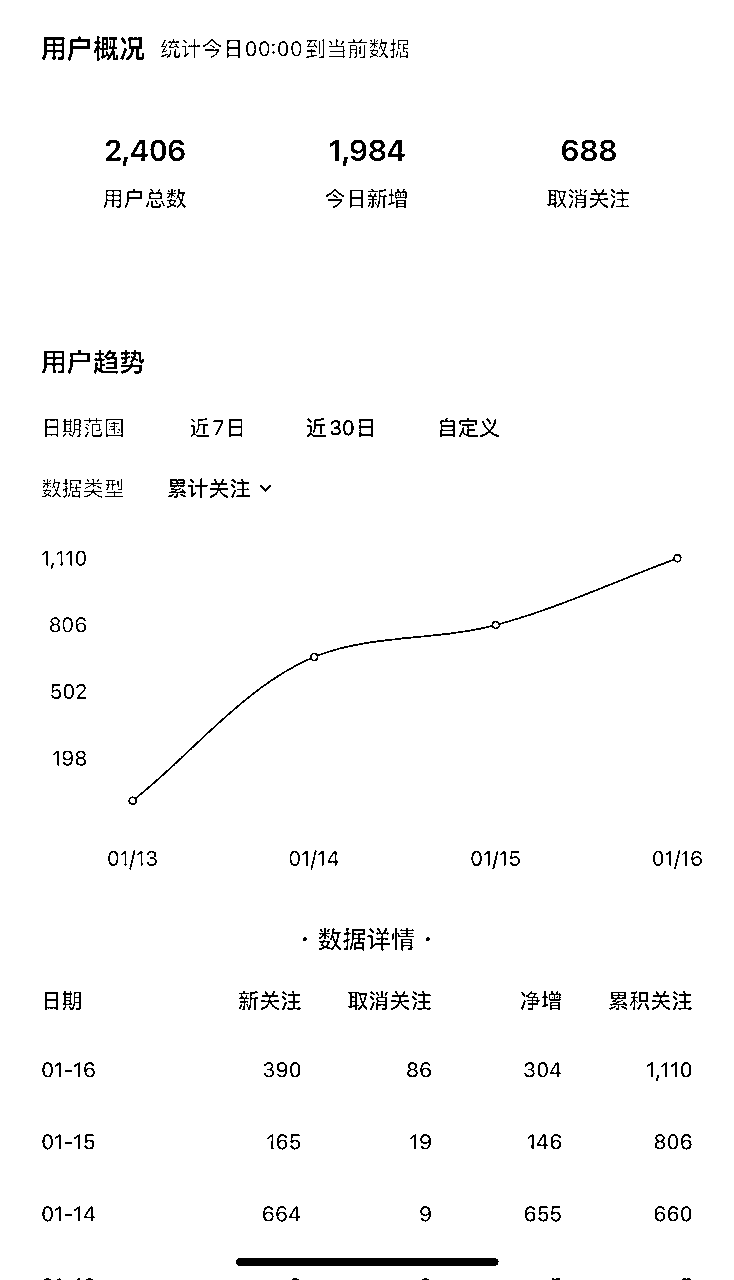 用户概况 统计今日00:00到当前数据
2,406 1,984 688
用户总数 今日新增 取消关注
用户趋势
日期范围 近7日 近30日 自定义
数据类型 累计关注
1,110
806
502
198
01/13 01/14 01/15 01/16
· 数据详情 ·
日期 新关注 取消关注 净增 累积关注
01-16 390 86 304 1,110
01-15 165 19 146 806
01-14 664 9 655 660